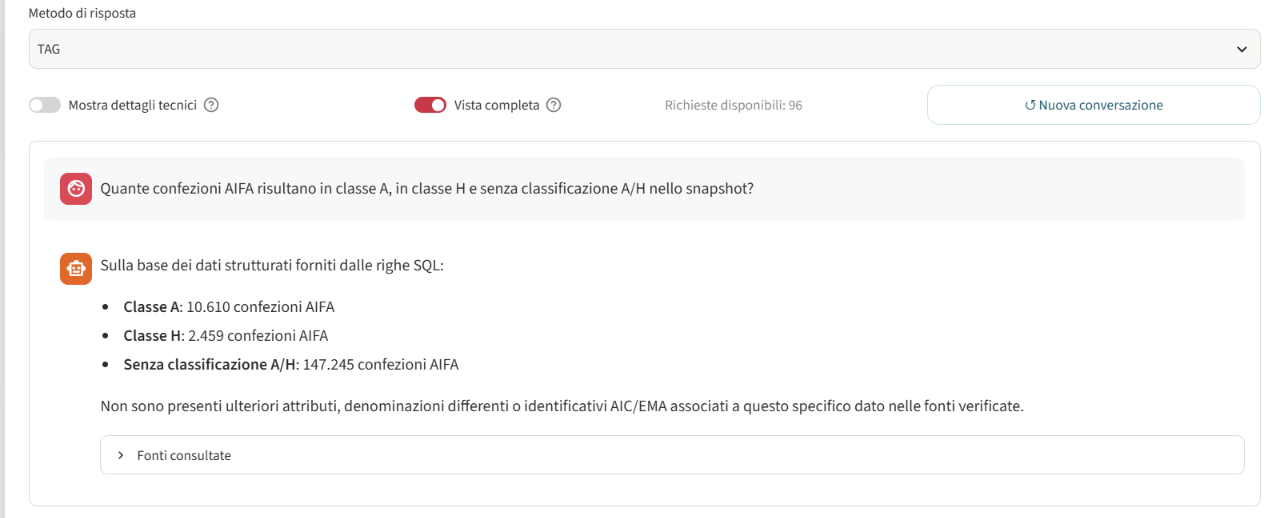 Metodo di risposta
TAG
Mostra dettagli tecnici
Vista completa
Richieste disponibili: 96
↺ Nuova conversazione
Quante confezioni AIFA risultano in classe A, in classe H e senza classificazione A/H nello snapshot?
Sulla base dei dati strutturati forniti dalle righe SQL:
• Classe A: 10.610 confezioni AIFA
• Classe H: 2.459 confezioni AIFA
• Senza classificazione A/H: 147.245 confezioni AIFA
Non sono presenti ulteriori attributi, denominazioni differenti o identificativi AIC/EMA associati a questo specifico dato nelle fonti verificate.
Fonti consultate